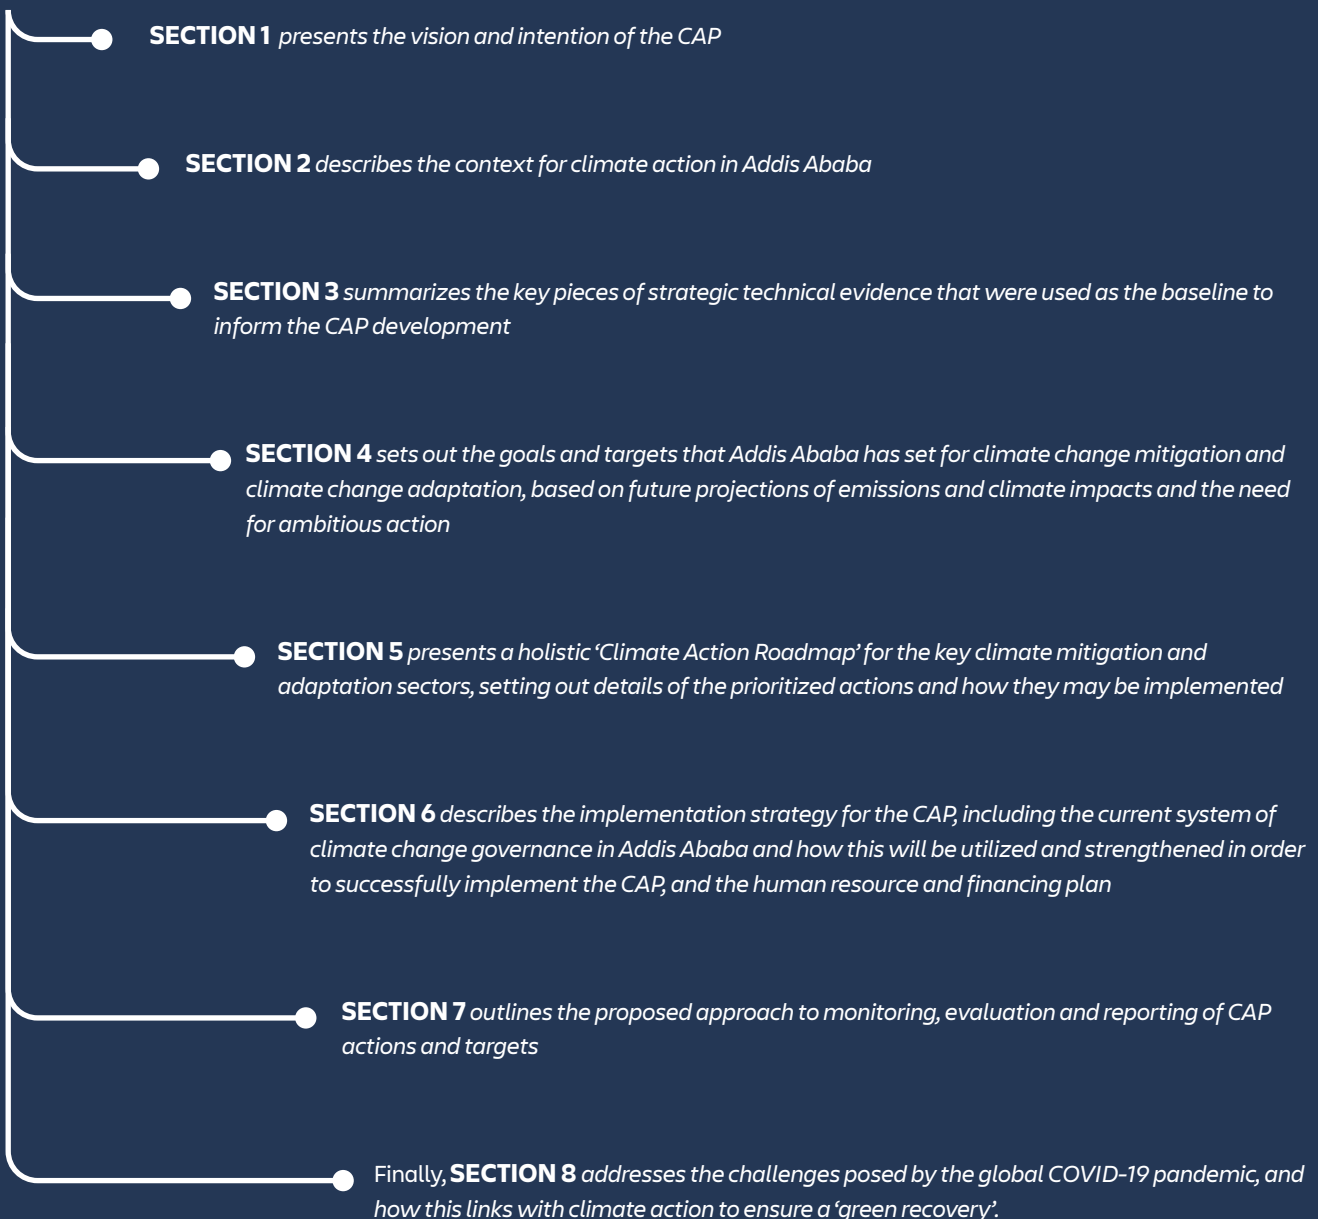 SECTION 1 presents the vision and intention of the CAP
SECTION 2 describes the context for climate action in Addis Ababa
SECTION 3 summarizes the key pieces of strategic technical evidence that were used as the baseline to
inform the CAP development
SECTION 4 sets out the goals and targets that Addis Ababa has set for climate change mitigation and
climate change adaptation, based on future projections of emissions and climate impacts and the need
for ambitious action
SECTION 5 presents a holistic ‘Climate Action Roadmap’ for the key climate mitigation and
adaptation sectors, setting out details of the prioritized actions and how they may be implemented
SECTION 6 describes the implementation strategy for the CAP, including the current system of
climate change governance in Addis Ababa and how this will be utilized and strengthened in order
to successfully implement the CAP, and the human resource and financing plan
SECTION 7 outlines the proposed approach to monitoring, evaluation and reporting of CAP
actions and targets
Finally, SECTION 8 addresses the challenges posed by the global COVID-19 pandemic, and
how this links with climate action to ensure a ‘green recovery’.